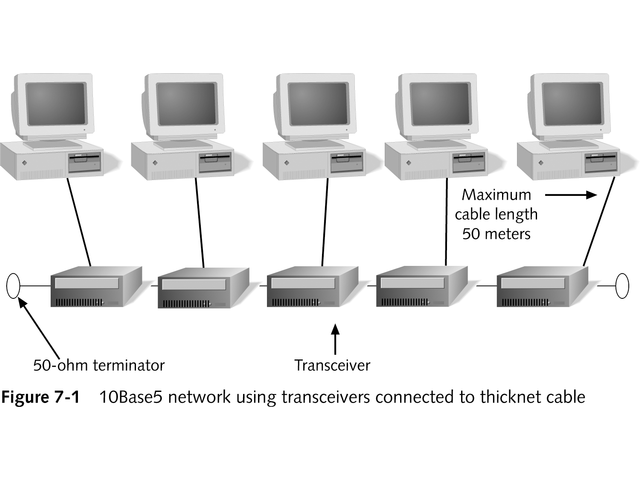 Maximum
cable length
50 meters
50-ohm terminator
Transceiver
Figure 7-1 10Base5 network using transceivers connected to thicknet cable